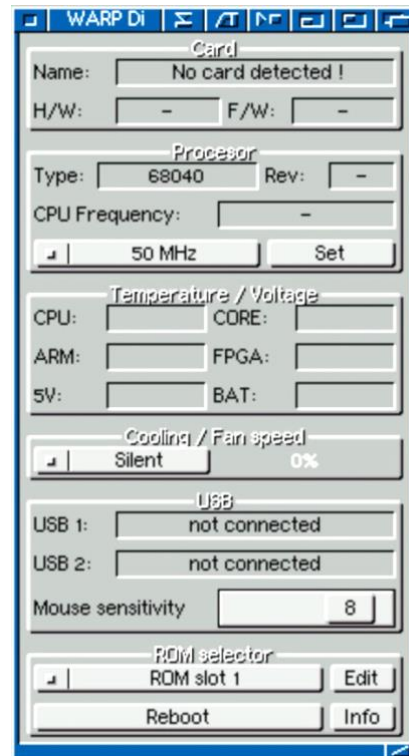 WARP Di
Card
Name: No card detected !
H/W: - F/W: -
Procesor
Type: 68040 Rev: -
CPU Frequency: -
50 MHz Set
Temperature / Voltage
CPU: CORE:
ARM: FPGA:
5V: BAT:
Cooling / Fan speed
Silent 0%
USB
USB 1: not connected
USB 2: not connected
Mouse sensitivity 8
ROM selector
ROM slot 1 Edit
Reboot Info